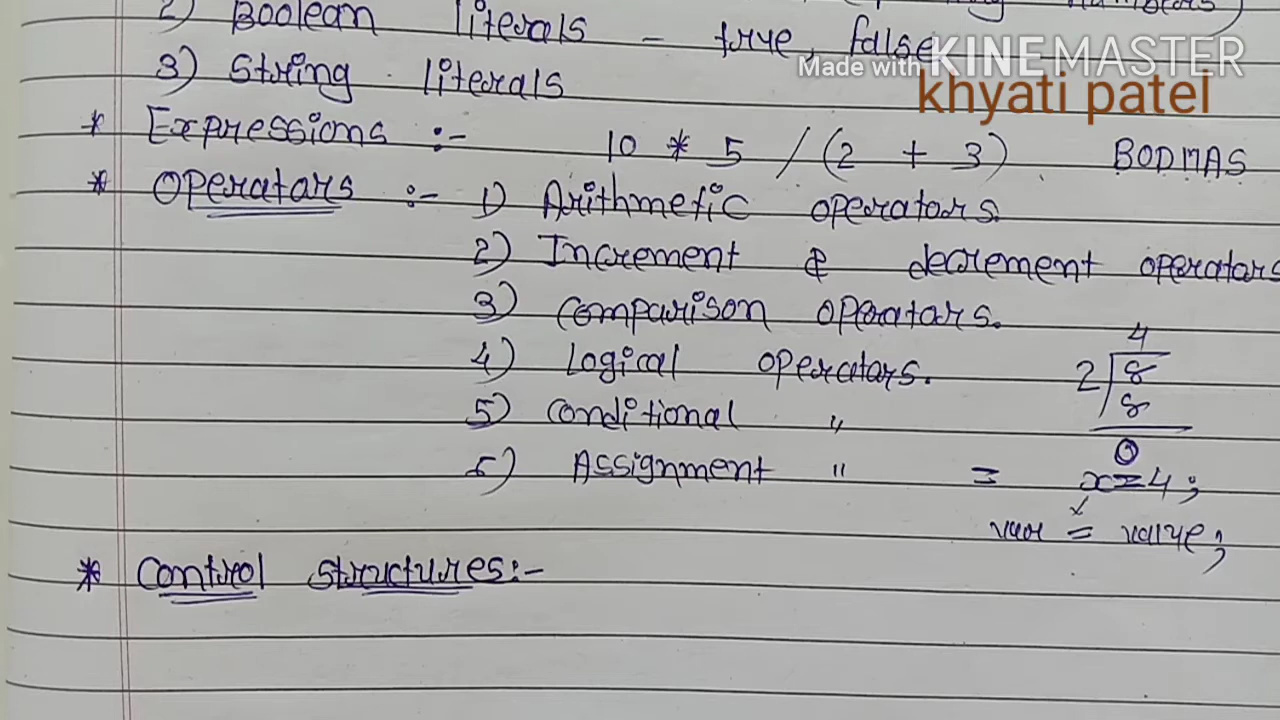 2) Boolean literals - true, false
Made with KINEMASTER
3) String literals
khyati patel
* Expressions :- 10 * 5 / (2 + 3) BODMAS
* Operators :- 1) Arithmetic operators.
2) Increment & decrement operators
3) Comparison operators.
4
4) Logical operators. 2 8
5) Conditional " 8
0
6) Assignment " = x=4;
var = value;
* Control structures:-